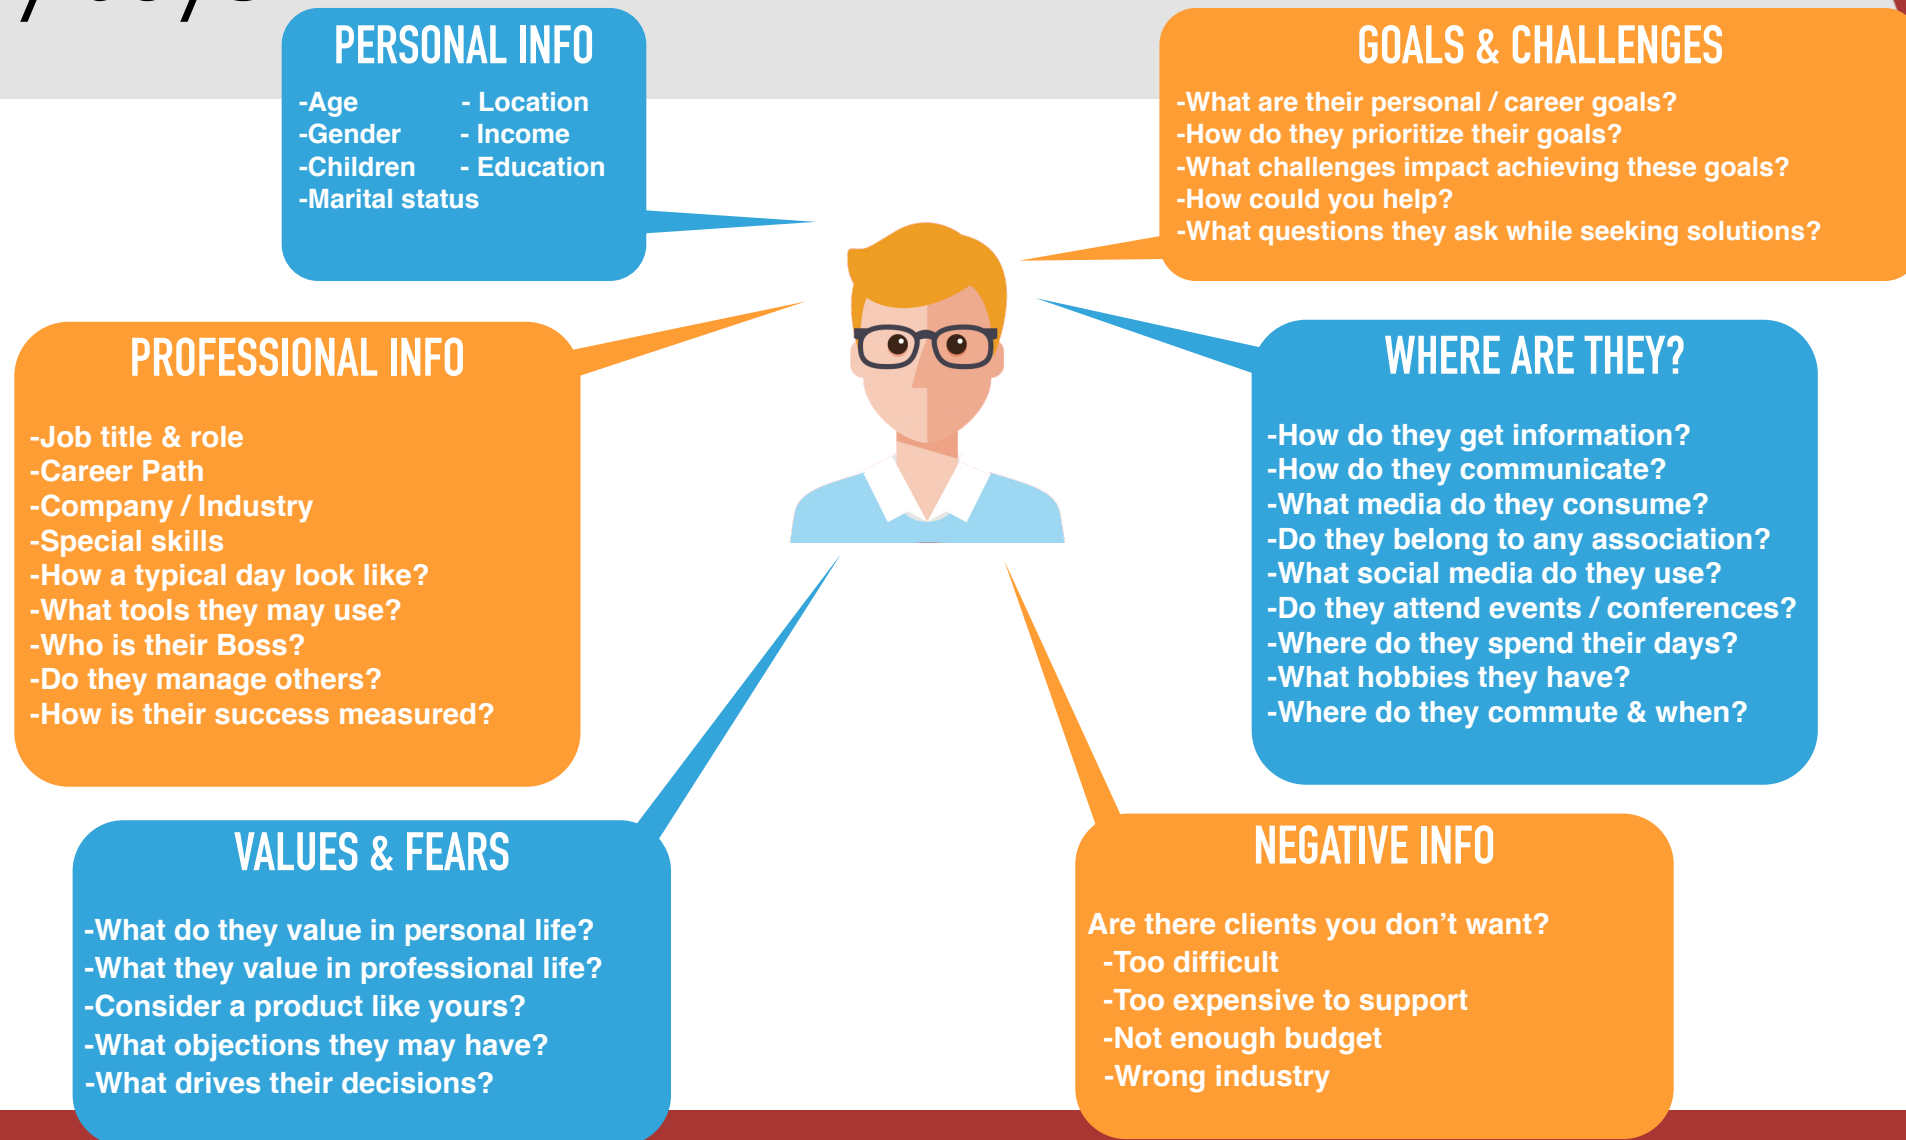 PERSONAL INFO
-Age - Location
-Gender - Income
-Children - Education
-Marital status
GOALS & CHALLENGES
-What are their personal / career goals?
-How do they prioritize their goals?
-What challenges impact achieving these goals?
-How could you help?
-What questions they ask while seeking solutions?
PROFESSIONAL INFO
-Job title & role
-Career Path
-Company / Industry
-Special skills
-How a typical day look like?
-What tools they may use?
-Who is their Boss?
-Do they manage others?
-How is their success measured?
WHERE ARE THEY?
-How do they get information?
-How do they communicate?
-What media do they consume?
-Do they belong to any association?
-What social media do they use?
-Do they attend events / conferences?
-Where do they spend their days?
-What hobbies they have?
-Where do they commute & when?
VALUES & FEARS
-What do they value in personal life?
-What they value in professional life?
-Consider a product like yours?
-What objections they may have?
-What drives their decisions?
NEGATIVE INFO
Are there clients you don’t want?
-Too difficult
-Too expensive to support
-Not enough budget
-Wrong industry